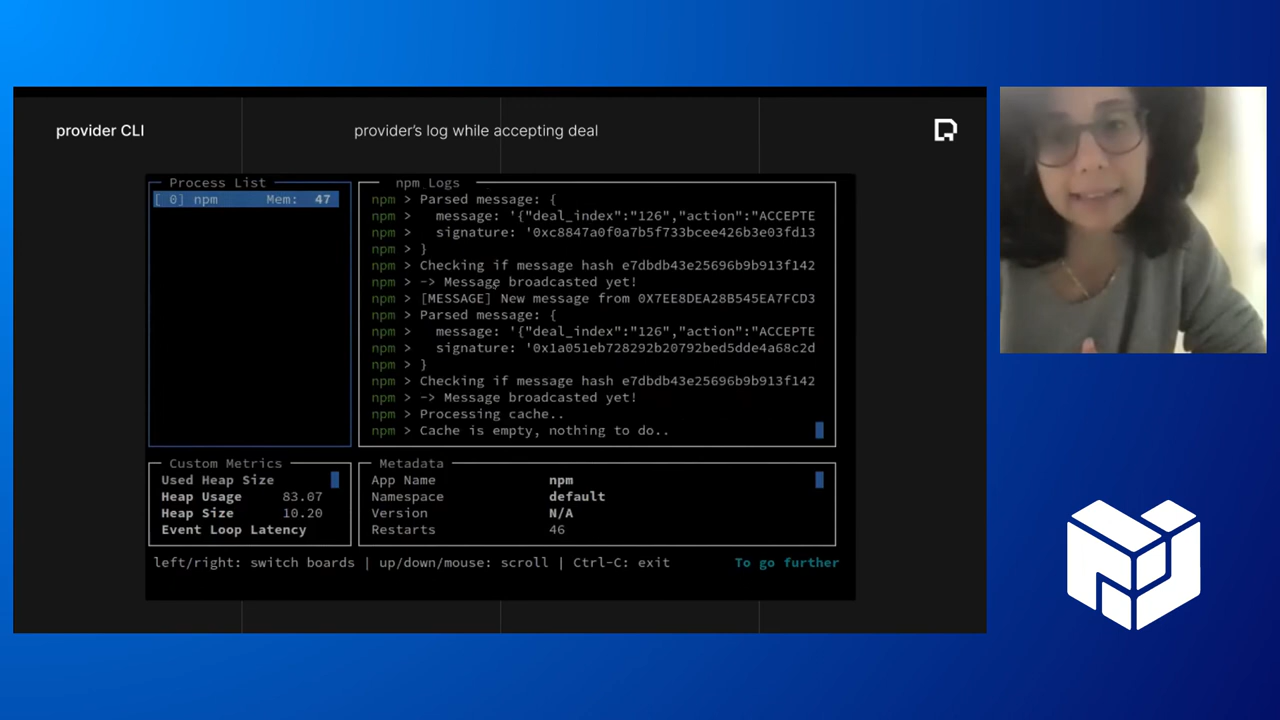 provider CLI
provider's log while accepting deal
Process List
[ 0] npm Mem: 47
npm Logs
npm > Parsed message: {
npm > message: '{"deal_index":"126","action":"ACCEPTE
npm > signature: '0xc8847a0f0a7b5f733bcee426b3e03fd13
npm > }
npm > Checking if message hash e7dbdb43e25696b9b913f142
npm > -> Message broadcasted yet!
npm > [MESSAGE] New message from 0X7EE8DEA28B545EA7FCD3
npm > Parsed message: {
npm > message: '{"deal_index":"126","action":"ACCEPTE
npm > signature: '0x1a051eb728292b20792bed5dde4a68c2d
npm > }
npm > Checking if message hash e7dbdb43e25696b9b913f142
npm > -> Message broadcasted yet!
npm > Processing cache..
npm > Cache is empty, nothing to do..
Custom Metrics
Used Heap Size
Heap Usage 83.07
Heap Size 10.20
Event Loop Latency
Metadata
App Name npm
Namespace default
Version N/A
Restarts 46
left/right: switch boards | up/down/mouse: scroll | Ctrl-C: exit To go further